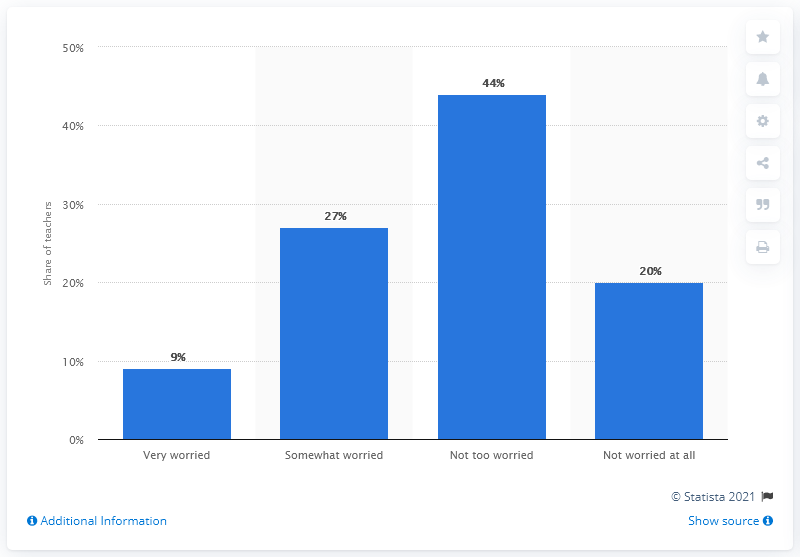 50%
44%
40%
Share of teachers
30%
27%
20%
20%
10%
9%
0%
Very worried Somewhat worried Not too worried Not worried at all
© Statista 2021
Additional Information Show source